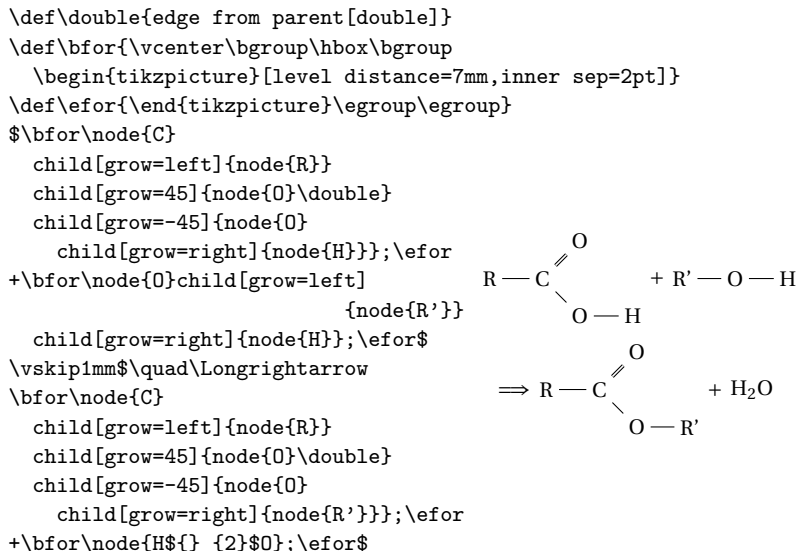 \def\double{edge from parent[double]}
\def\bfor{\vcenter\bgroup\hbox\bgroup
  \begin{tikzpicture}[level distance=7mm,inner sep=2pt]}
\def\efor{\end{tikzpicture}\egroup\egroup}
$\bfor\node{C}
  child[grow=left]{node{R}}
  child[grow=45]{node{O}\double}
  child[grow=-45]{node{O}
    child[grow=right]{node{H}}};\efor
+\bfor\node{O}child[grow=left]
                       {node{R'}}
  child[grow=right]{node{H}};\efor$
\vskip1mm$\quad\Longrightarrow
\bfor\node{C}
  child[grow=left]{node{R}}
  child[grow=45]{node{O}\double}
  child[grow=-45]{node{O}
    child[grow=right]{node{R'}}};\efor
+\bfor\node{H${}_{2}$O};\efor$
O
R — C + R' — O — H
O — H
O
⟹ R — C + H₂O
O — R'